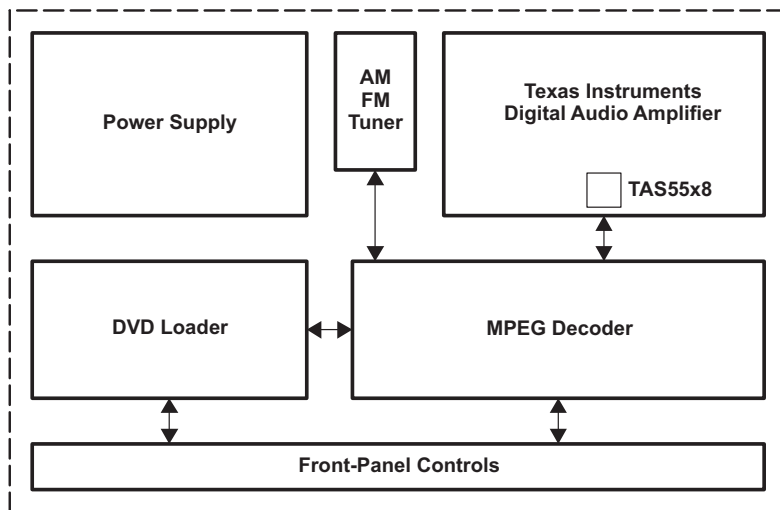 Power Supply
AM
FM
Tuner
Texas Instruments
Digital Audio Amplifier
TAS55x8
DVD Loader
MPEG Decoder
Front-Panel Controls